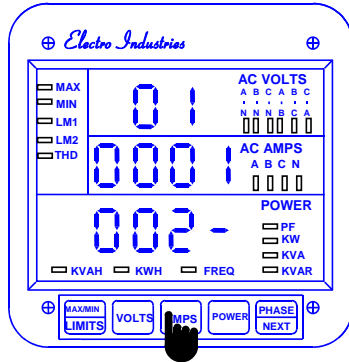 Electro Industries
AC VOLTS
A B C A B C
- - - - - -
N N N B C A
MAX
MIN
LM1
LM2
THD
01
AC AMPS
A B C N
0001
POWER
002-
PF
KW
KVA
KVAH KWH FREQ KVAR
MAX/MIN
LIMITS
VOLTS
MPS
POWER
PHASE
NEXT